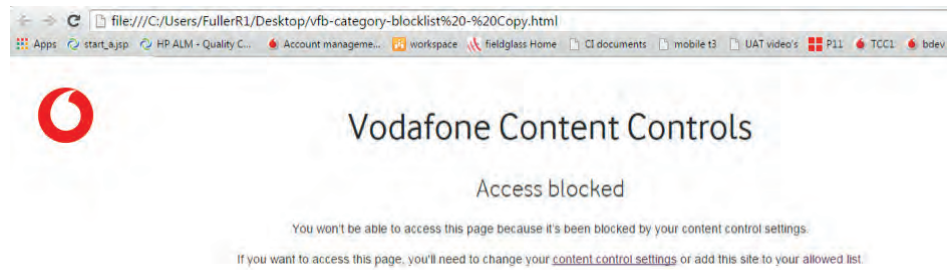 file:///C:/Users/FullerR1/Desktop/vfb-category-blocklist%20-%20Copy.html
Apps start_a.jsp HP ALM - Quality C... Account manageme... workspace fieldglass Home CI documents mobile t3 UAT video's P11 TCC1 bdev
Vodafone Content Controls
Access blocked
You won't be able to access this page because it's been blocked by your content control settings.
If you want to access this page, you'll need to change your content control settings or add this site to your allowed list.